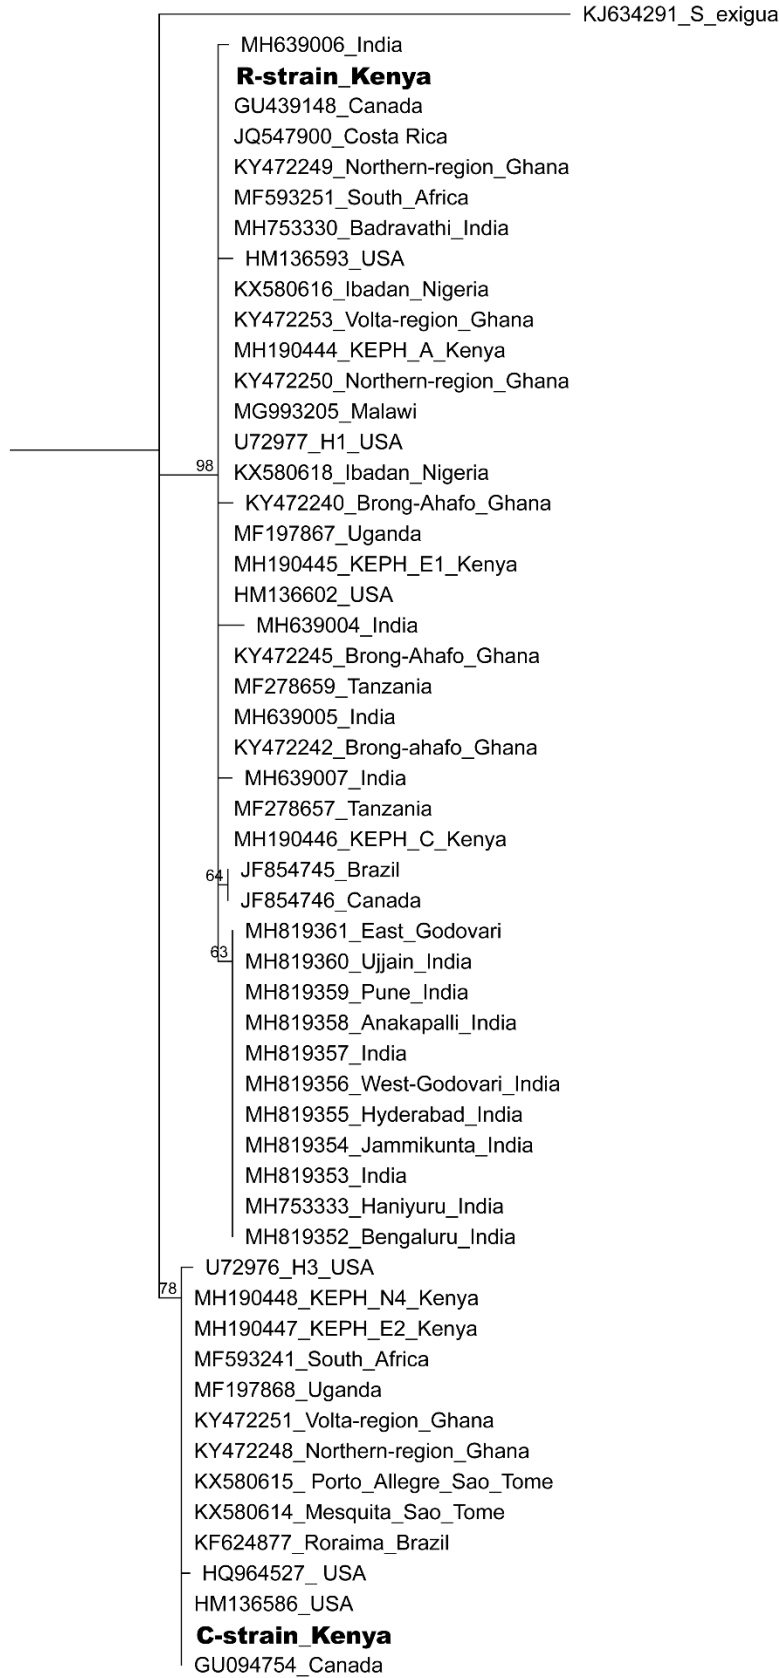 KJ634291_S_exigua
MH639006_India
R-strain_Kenya
GU439148_Canada
JQ547900_Costa Rica
KY472249_Northern-region_Ghana
MF593251_South_Africa
MH753330_Badravathi_India
HM136593_USA
KX580616_Ibadan_Nigeria
KY472253_Volta-region_Ghana
MH190444_KEPH_A_Kenya
KY472250_Northern-region_Ghana
MG993205_Malawi
U72977_H1_USA
98
KX580618_Ibadan_Nigeria
KY472240_Brong-Ahafo_Ghana
MF197867_Uganda
MH190445_KEPH_E1_Kenya
HM136602_USA
MH639004_India
KY472245_Brong-Ahafo_Ghana
MF278659_Tanzania
MH639005_India
KY472242_Brong-ahafo_Ghana
MH639007_India
MF278657_Tanzania
MH190446_KEPH_C_Kenya
64
JF854745_Brazil
JF854746_Canada
MH819361_East_Godovari
63
MH819360_Ujjain_India
MH819359_Pune_India
MH819358_Anakapalli_India
MH819357_India
MH819356_West-Godovari_India
MH819355_Hyderabad_India
MH819354_Jammikunta_India
MH819353_India
MH753333_Haniyuru_India
MH819352_Bengaluru_India
U72976_H3_USA
78
MH190448_KEPH_N4_Kenya
MH190447_KEPH_E2_Kenya
MF593241_South_Africa
MF197868_Uganda
KY472251_Volta-region_Ghana
KY472248_Northern-region_Ghana
KX580615_ Porto_Allegre_Sao_Tome
KX580614_Mesquita_Sao_Tome
KF624877_Roraima_Brazil
HQ964527_ USA
HM136586_USA
C-strain_Kenya
GU094754_Canada